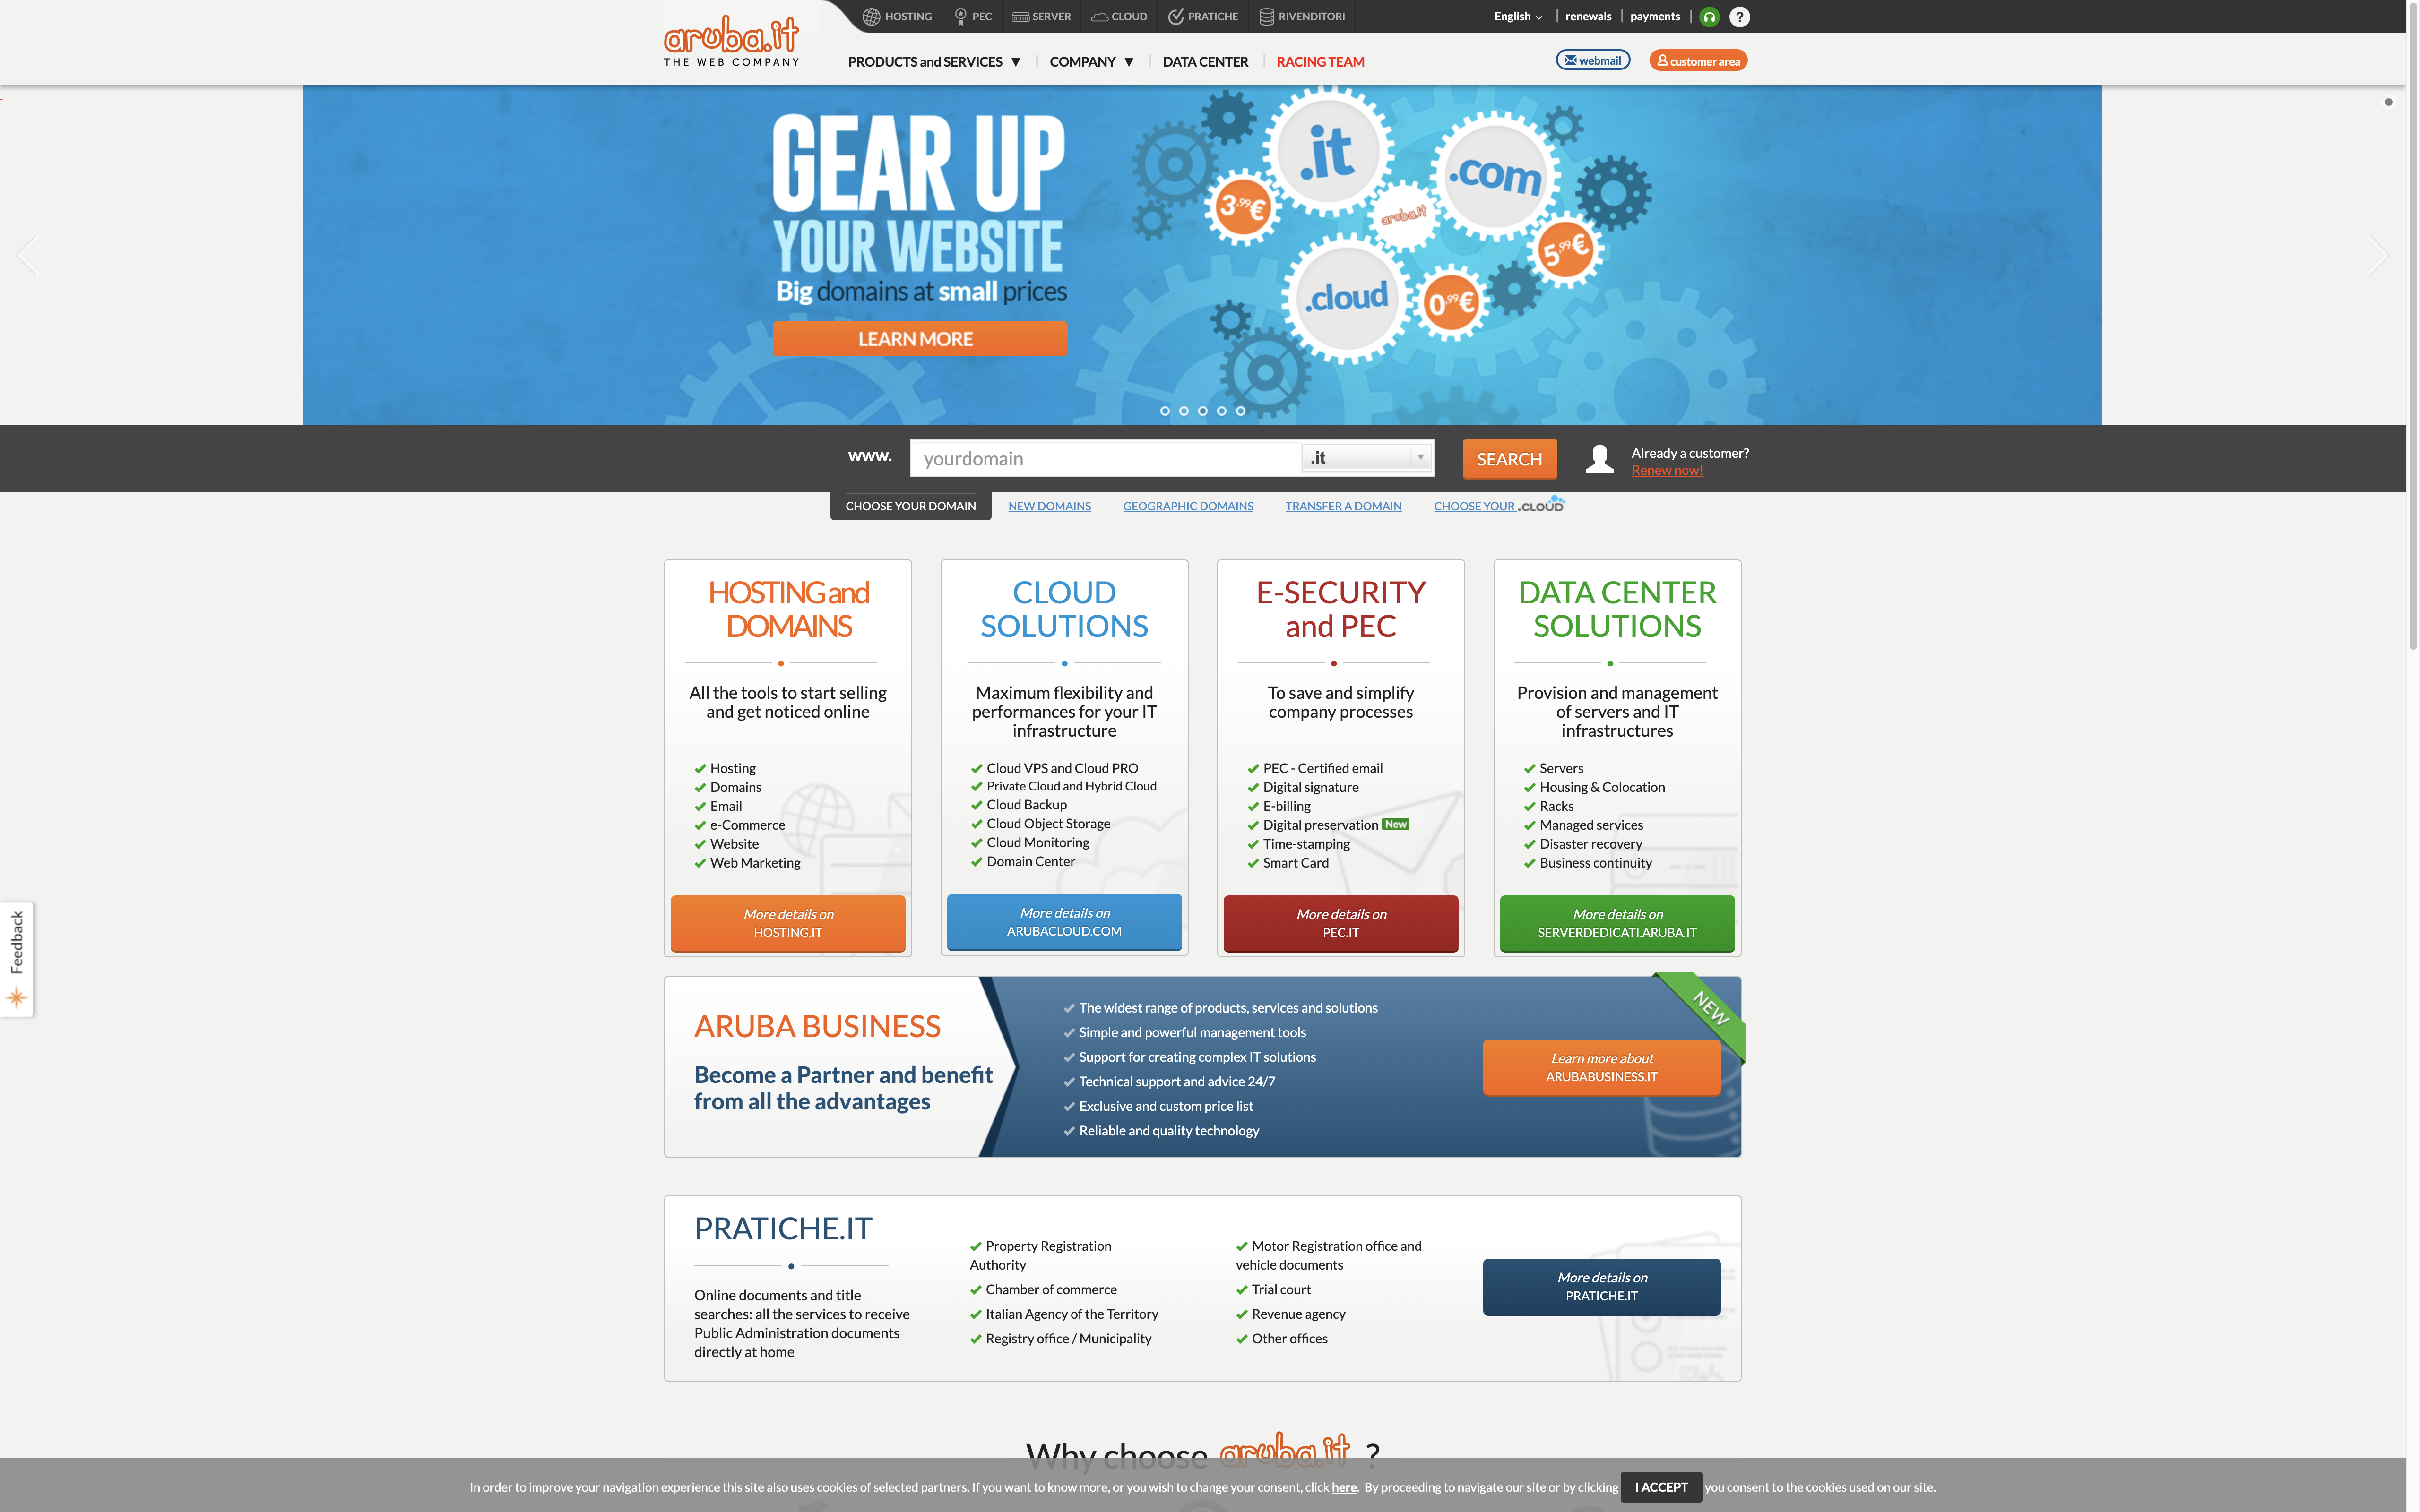 aruba.it
THE WEB COMPANY
HOSTING
PEC
SERVER
CLOUD
PRATICHE
RIVENDITORI
English
renewals
payments
?
PRODUCTS and SERVICES ▼
COMPANY ▼
DATA CENTER
RACING TEAM
webmail
customer area
GEAR UP
YOUR WEBSITE
Big domains at small prices
LEARN MORE
.it
.com
3,99€
aruba.it
5,99€
.cloud
0,99€
www.
yourdomain
.it
SEARCH
Already a customer?
Renew now!
CHOOSE YOUR DOMAIN
NEW DOMAINS
GEOGRAPHIC DOMAINS
TRANSFER A DOMAIN
CHOOSE YOUR .CLOUD
HOSTING and
DOMAINS
All the tools to start selling
and get noticed online
Hosting
Domains
Email
e-Commerce
Website
Web Marketing
More details on
HOSTING.IT
CLOUD
SOLUTIONS
Maximum flexibility and
performances for your IT
infrastructure
Cloud VPS and Cloud PRO
Private Cloud and Hybrid Cloud
Cloud Backup
Cloud Object Storage
Cloud Monitoring
Domain Center
More details on
ARUBACLOUD.COM
E-SECURITY
and PEC
To save and simplify
company processes
PEC - Certified email
Digital signature
E-billing
Digital preservation New
Time-stamping
Smart Card
More details on
PEC.IT
DATA CENTER
SOLUTIONS
Provision and management
of servers and IT
infrastructures
Servers
Housing & Colocation
Racks
Managed services
Disaster recovery
Business continuity
More details on
SERVERDEDICATI.ARUBA.IT
Feedback
ARUBA BUSINESS
Become a Partner and benefit
from all the advantages
The widest range of products, services and solutions
Simple and powerful management tools
Support for creating complex IT solutions
Technical support and advice 24/7
Exclusive and custom price list
Reliable and quality technology
NEW
Learn more about
ARUBABUSINESS.IT
PRATICHE.IT
Online documents and title
searches: all the services to receive
Public Administration documents
directly at home
Property Registration
Authority
Chamber of commerce
Italian Agency of the Territory
Registry office / Municipality
Motor Registration office and
vehicle documents
Trial court
Revenue agency
Other offices
More details on
PRATICHE.IT
Why choose aruba.it ?
In order to improve your navigation experience this site also uses cookies of selected partners. If you want to know more, or you wish to change your consent, click here. By proceeding to navigate our site or by clicking I ACCEPT you consent to the cookies used on our site.